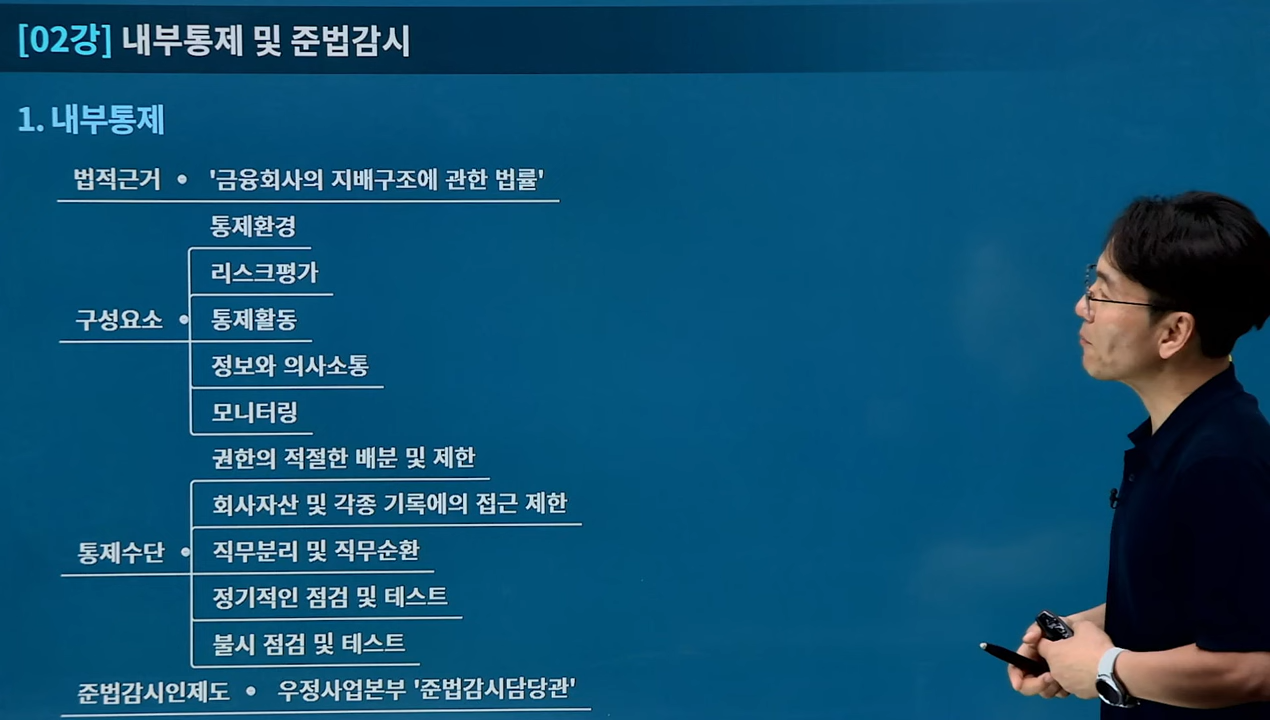 [02강] 내부통제 및 준법감시
1. 내부통제
법적근거 • '금융회사의 지배구조에 관한 법률'
통제환경
리스크평가
구성요소 • 통제활동
정보와 의사소통
모니터링
권한의 적절한 배분 및 제한
회사자산 및 각종 기록에의 접근 제한
통제수단 • 직무분리 및 직무순환
정기적인 점검 및 테스트
불시 점검 및 테스트
준법감시인제도 • 우정사업본부 '준법감시담당관'